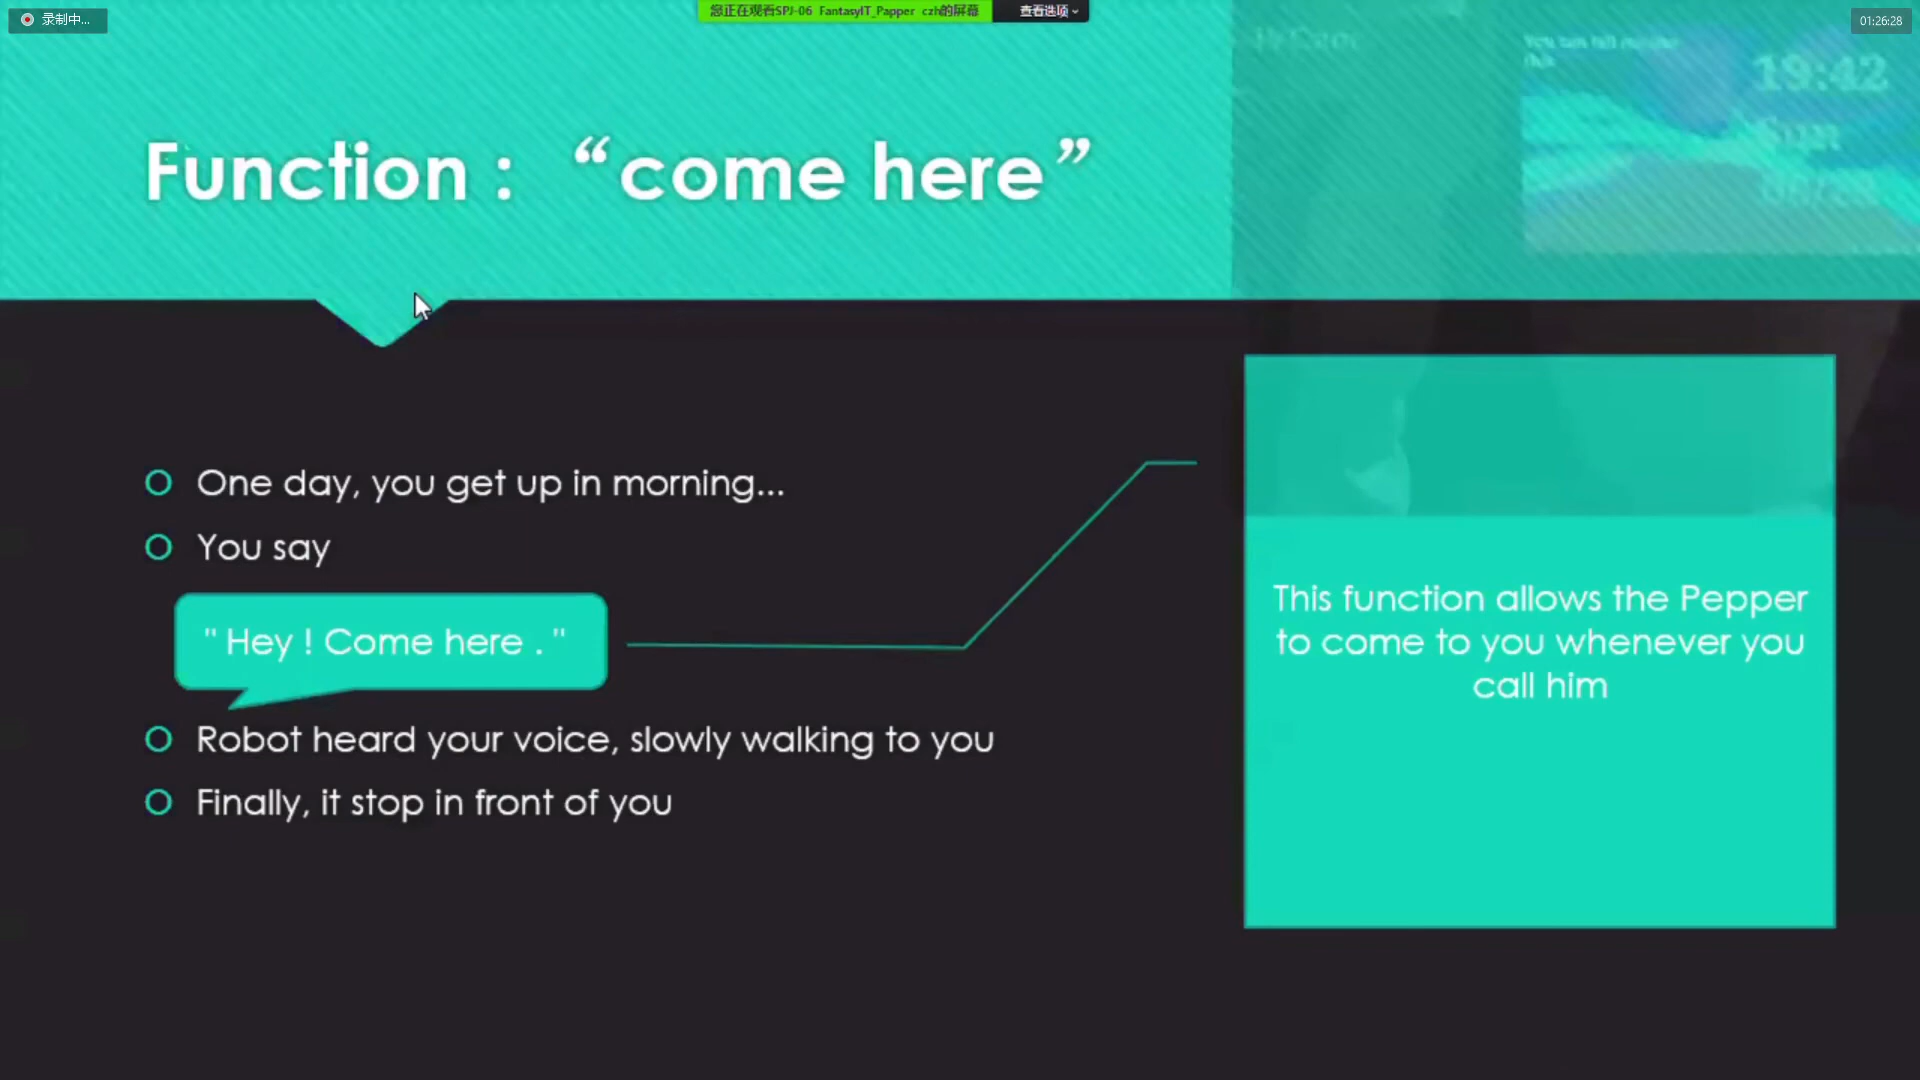 录制中...
您正在观看SPJ-06 FantasyIT_Papper czh的屏幕
查看选项
01:26:28
19:42
Function : “come here”
One day, you get up in morning...
You say
" Hey ! Come here . "
Robot heard your voice, slowly walking to you
Finally, it stop in front of you
This function allows the Pepper
to come to you whenever you
call him